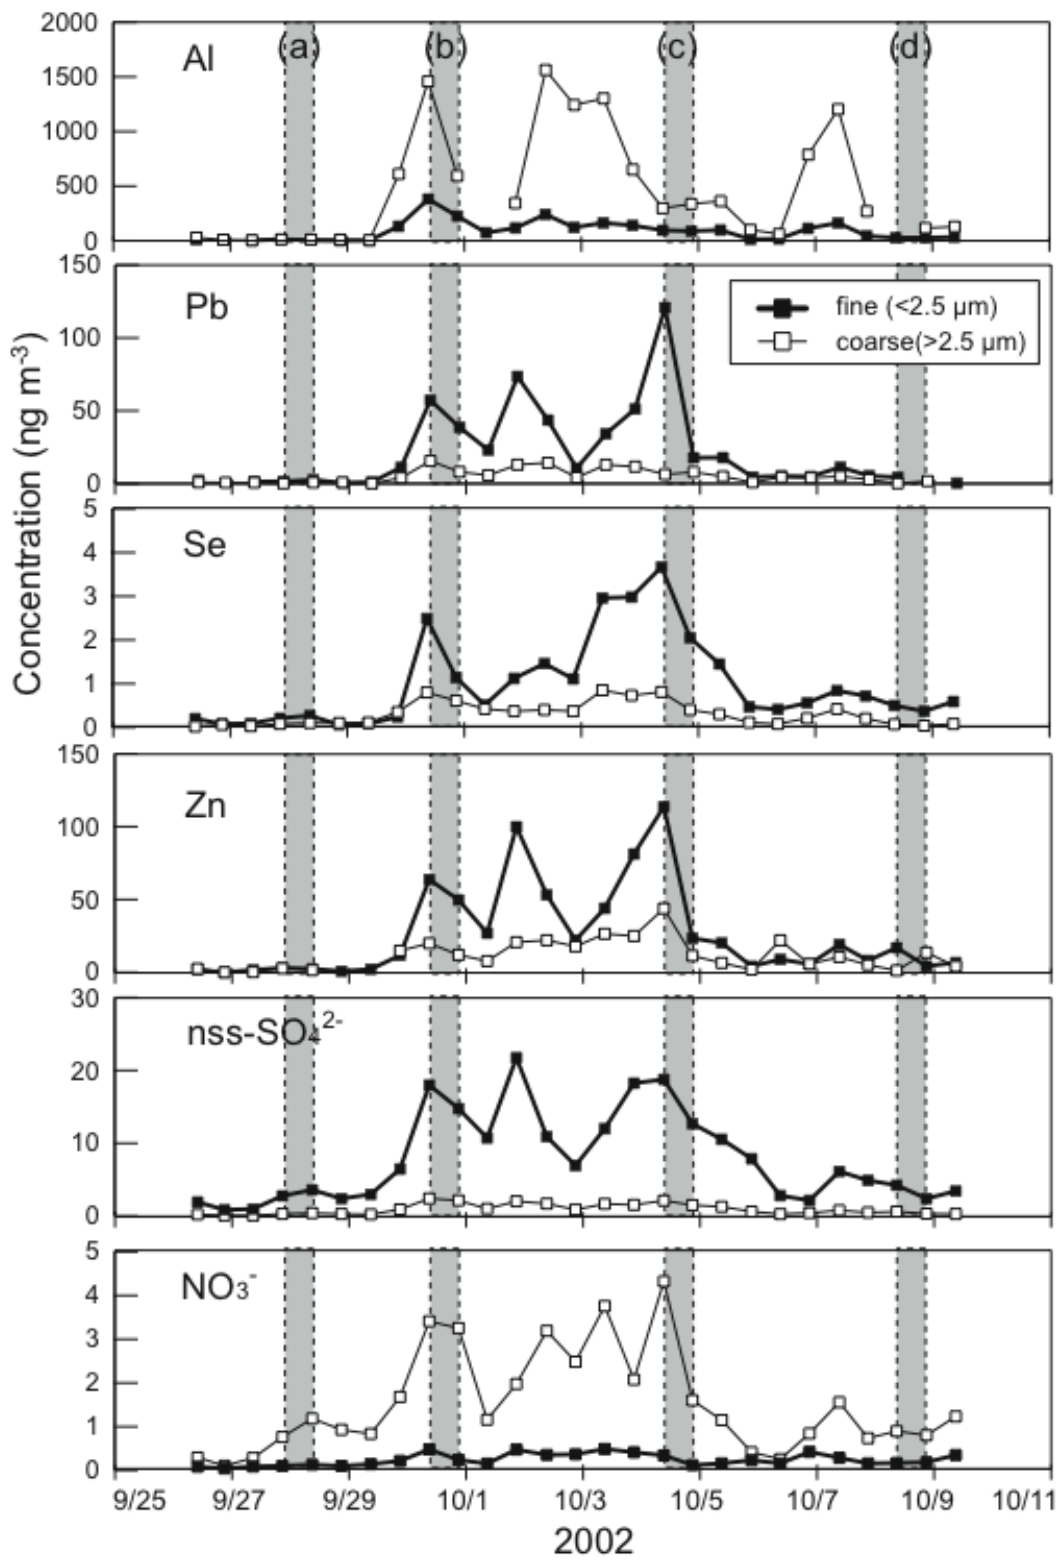 2000
Al
(a)
(b)
(c)
(d)
1500
1000
500
0
150
Pb
fine (<2.5 μm)
coarse(>2.5 μm)
100
50
0
5
Se
4
3
2
1
0
150
Zn
100
50
0
30
nss-SO₄²⁻
20
10
0
5
NO₃⁻
4
3
2
1
0
Concentration (ng m⁻³)
9/25 9/27 9/29 10/1 10/3 10/5 10/7 10/9 10/11
2002